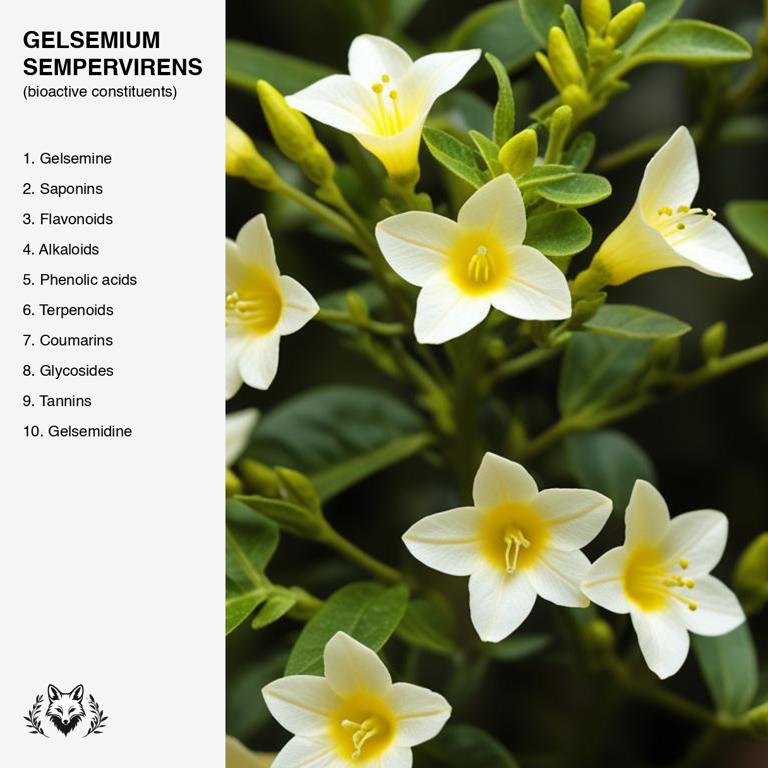 GELSEMIUM
SEMPERVIRENS
(bioactive constituents)
1. Gelsemine
2. Saponins
3. Flavonoids
4. Alkaloids
5. Phenolic acids
6. Terpenoids
7. Coumarins
8. Glycosides
9. Tannins
10. Gelsemidine